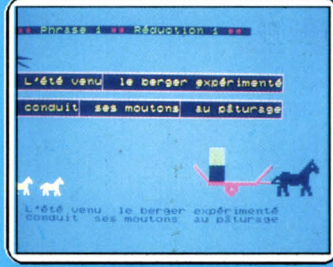 ** Phrase 1 ** Réduction 1 **
L'été venu le berger expérimenté
conduit ses moutons au pâturage
L'été venu le berger expérimenté
conduit ses moutons au pâturage